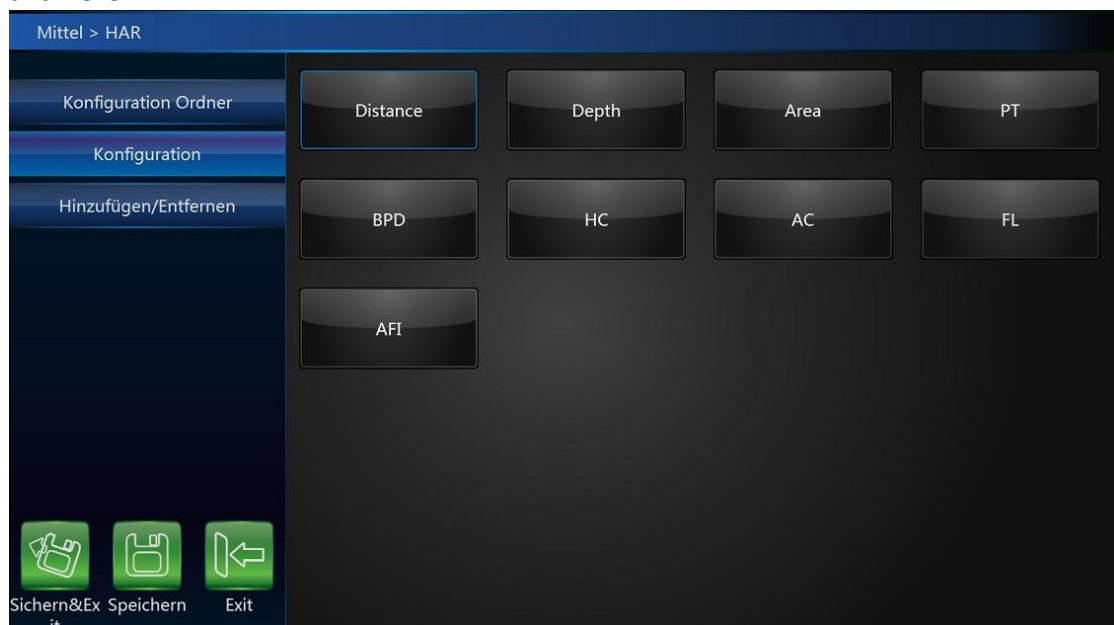 Mittel > HAR
Konfiguration Ordner
Konfiguration
Hinzufügen/Entfernen
Distance
Depth
Area
PT
BPD
HC
AC
FL
AFI
Sichern&Ex
it
Speichern
Exit